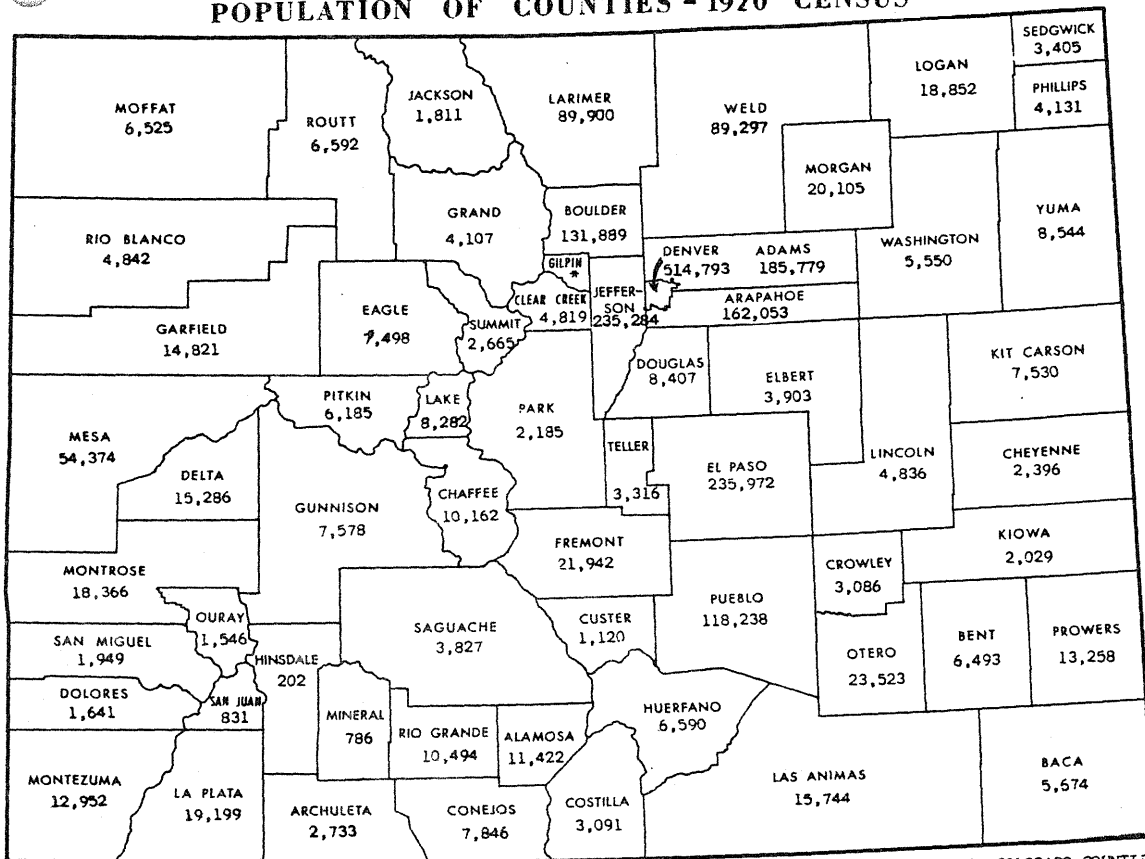 POPULATION OF COUNTIES - 1920 CENSUS
MOFFAT
6,525
ROUTT
6,592
JACKSON
1,811
LARIMER
89,900
WELD
89,297
LOGAN
18,852
SEDGWICK
3,405
PHILLIPS
4,131
MORGAN
20,105
YUMA
8,544
WASHINGTON
5,550
RIO BLANCO
4,842
GRAND
4,107
BOULDER
131,889
GILPIN
*
CLEAR CREEK
4,819
JEFFER-
SON
235,284
DENVER
514,793
ADAMS
185,779
ARAPAHOE
162,053
GARFIELD
14,821
EAGLE
7,498
SUMMIT
2,665
DOUGLAS
8,407
ELBERT
3,903
KIT CARSON
7,530
MESA
54,374
PITKIN
6,185
LAKE
8,282
PARK
2,185
TELLER
3,316
EL PASO
235,972
LINCOLN
4,836
CHEYENNE
2,396
DELTA
15,286
GUNNISON
7,578
CHAFFEE
10,162
FREMONT
21,942
CROWLEY
3,086
KIOWA
2,029
MONTROSE
18,366
OURAY
1,546
SAN MIGUEL
1,949
HINSDALE
202
SAGUACHE
3,827
CUSTER
1,120
PUEBLO
118,238
OTERO
23,523
BENT
6,493
PROWERS
13,258
DOLORES
1,641
SAN JUAN
831
MINERAL
786
RIO GRANDE
10,494
ALAMOSA
11,422
HUERFANO
6,590
MONTEZUMA
12,952
LA PLATA
19,199
ARCHULETA
2,733
CONEJOS
7,846
COSTILLA
3,091
LAS ANIMAS
15,744
BACA
5,674